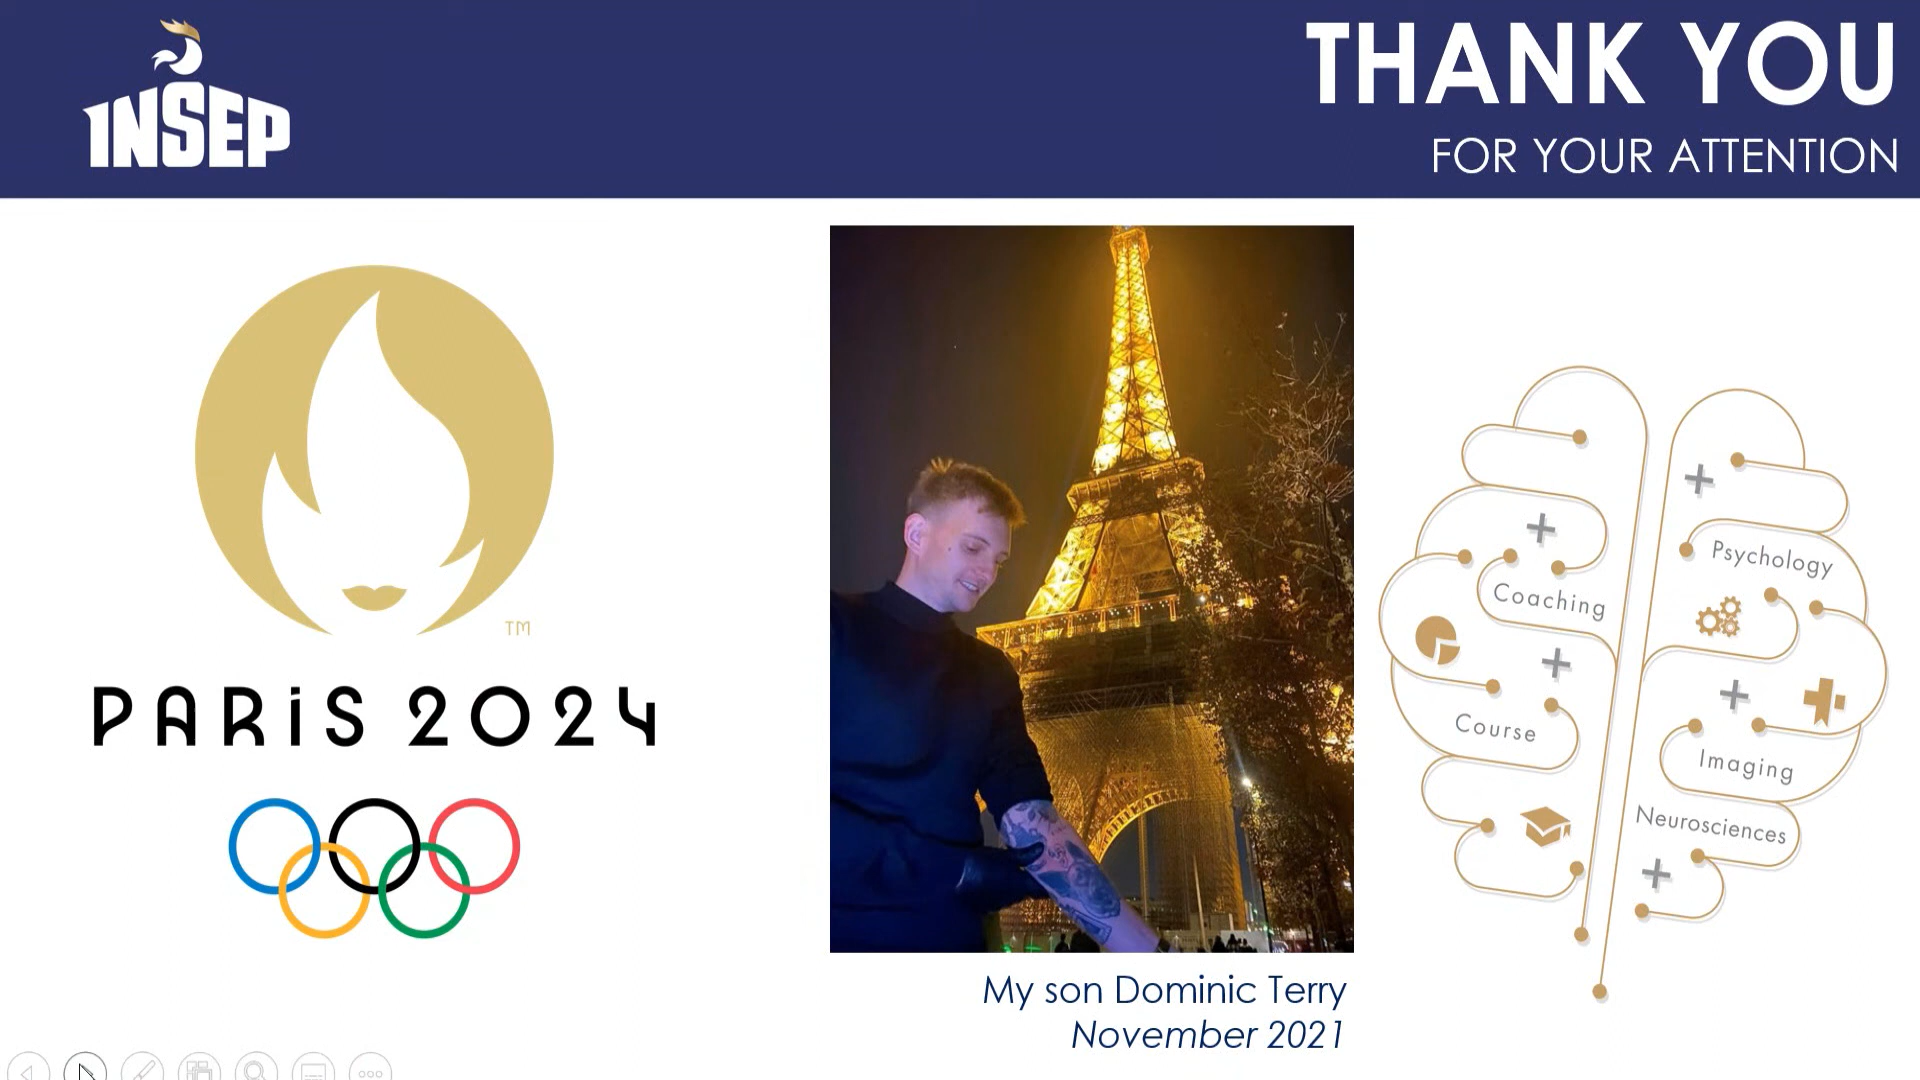 INSEP
THANK YOU
FOR YOUR ATTENTION
TM
PARIS 2024
My son Dominic Terry
November 2021
Coaching
Course
Psychology
Imaging
Neurosciences